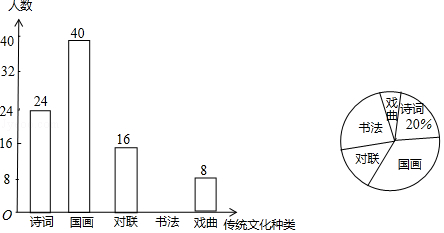 人数
40
32
24
16
8
O
24
40
16
8
诗词 国画 对联 书法 戏曲 传统文化种类
戏曲
诗词
20%
书法
对联
国画